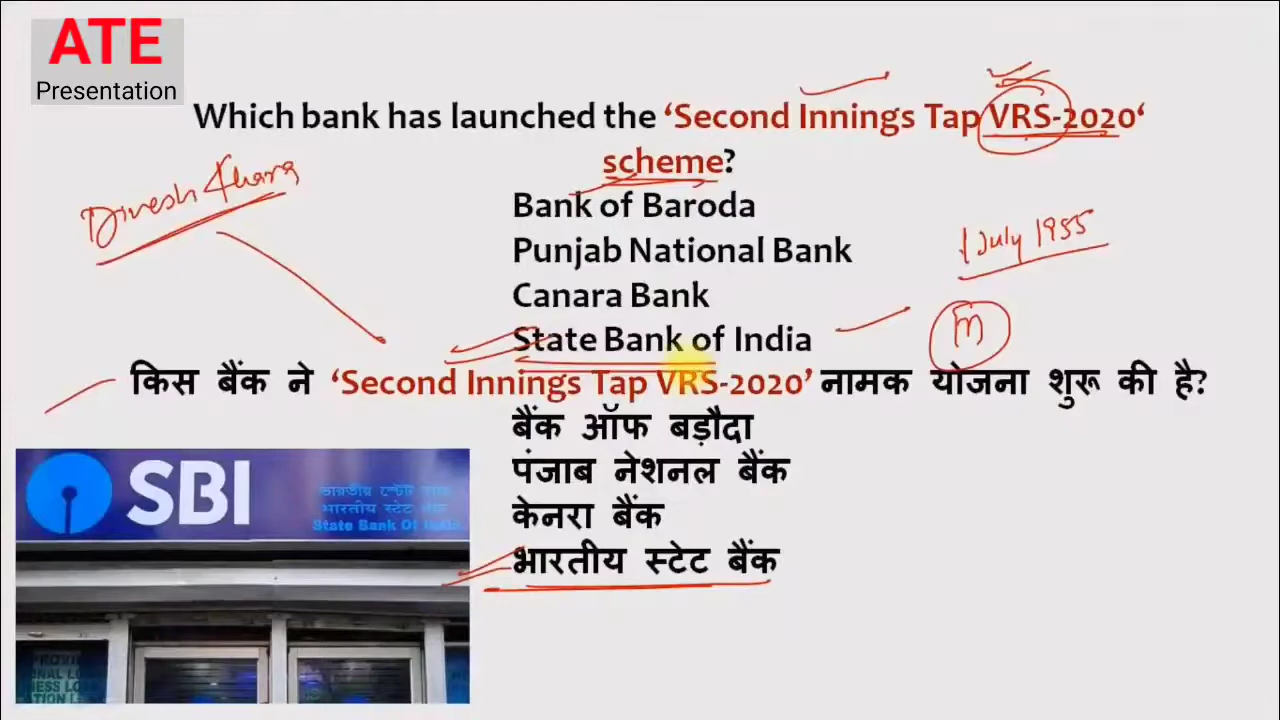 ATE
Presentation
Which bank has launched the ‘Second Innings Tap VRS-2020‘
scheme?
Dinesh Khara
Bank of Baroda
Punjab National Bank
1 July 1955
Canara Bank
State Bank of India
m
किस बैंक ने ‘Second Innings Tap VRS-2020’ नामक योजना शुरू की है?
बैंक ऑफ बड़ौदा
पंजाब नेशनल बैंक
केनरा बैंक
भारतीय स्टेट बैंक
SBI
भारतीय स्टेट बैंक
State Bank Of India